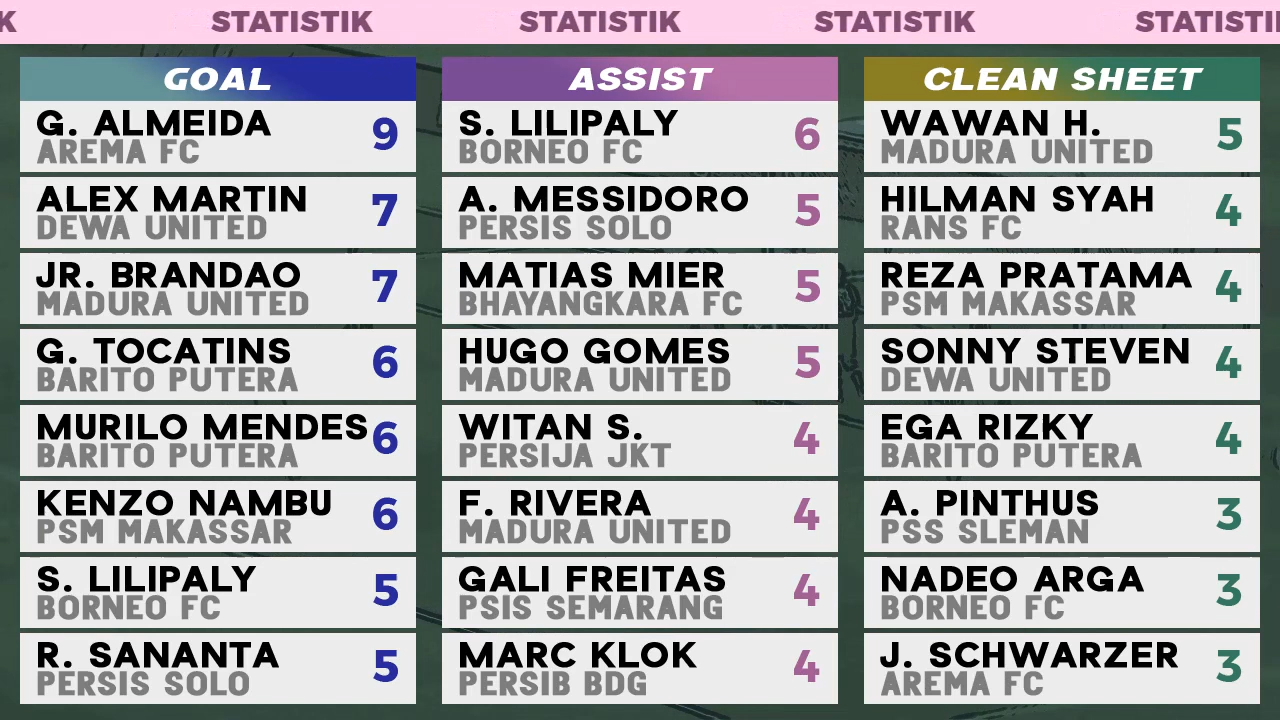 K STATISTIK STATISTIK STATISTIK STATISTI
GOAL
G. ALMEIDA 9
AREMA FC
ALEX MARTIN 7
DEWA UNITED
JR. BRANDAO 7
MADURA UNITED
G. TOCATINS 6
BARITO PUTERA
MURILO MENDES 6
BARITO PUTERA
KENZO NAMBU 6
PSM MAKASSAR
S. LILIPALY 5
BORNEO FC
R. SANANTA 5
PERSIS SOLO
ASSIST
S. LILIPALY 6
BORNEO FC
A. MESSIDORO 5
PERSIS SOLO
MATIAS MIER 5
BHAYANGKARA FC
HUGO GOMES 5
MADURA UNITED
WITAN S. 4
PERSIJA JKT
F. RIVERA 4
MADURA UNITED
GALI FREITAS 4
PSIS SEMARANG
MARC KLOK 4
PERSIB BDG
CLEAN SHEET
WAWAN H. 5
MADURA UNITED
HILMAN SYAH 4
RANS FC
REZA PRATAMA 4
PSM MAKASSAR
SONNY STEVEN 4
DEWA UNITED
EGA RIZKY 4
BARITO PUTERA
A. PINTHUS 3
PSS SLEMAN
NADEO ARGA 3
BORNEO FC
J. SCHWARZER 3
AREMA FC